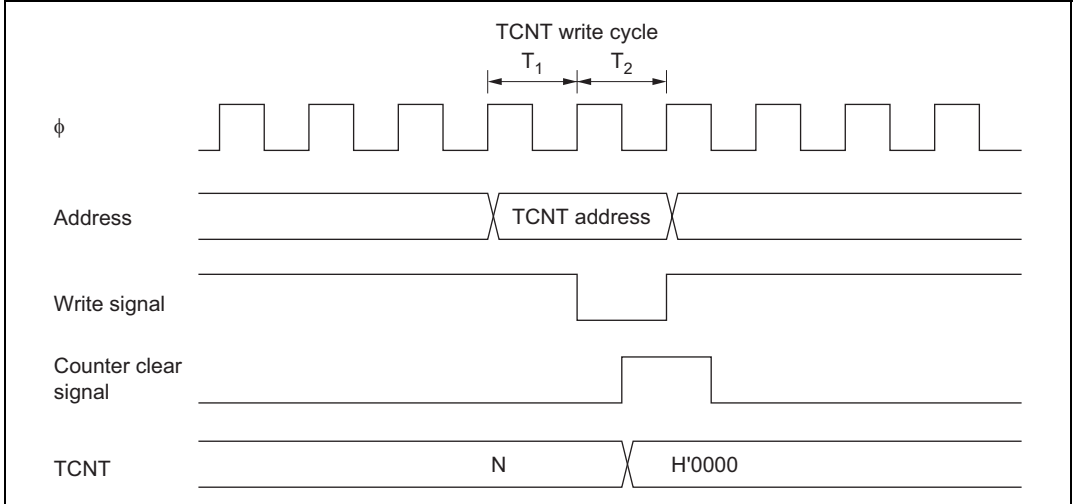 TCNT write cycle
T1 T2
ϕ
Address
TCNT address
Write signal
Counter clear
signal
TCNT
N
H'0000